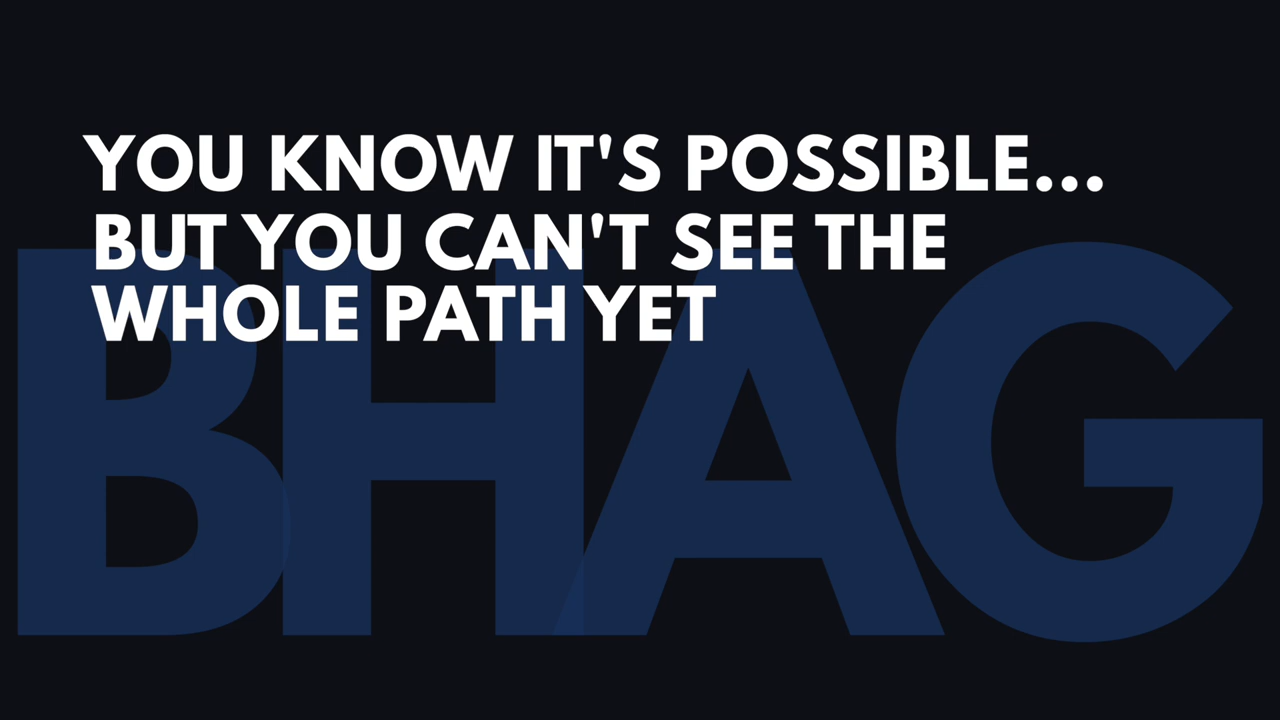 YOU KNOW IT'S POSSIBLE...
BUT YOU CAN'T SEE THE
WHOLE PATH YET
BHAG